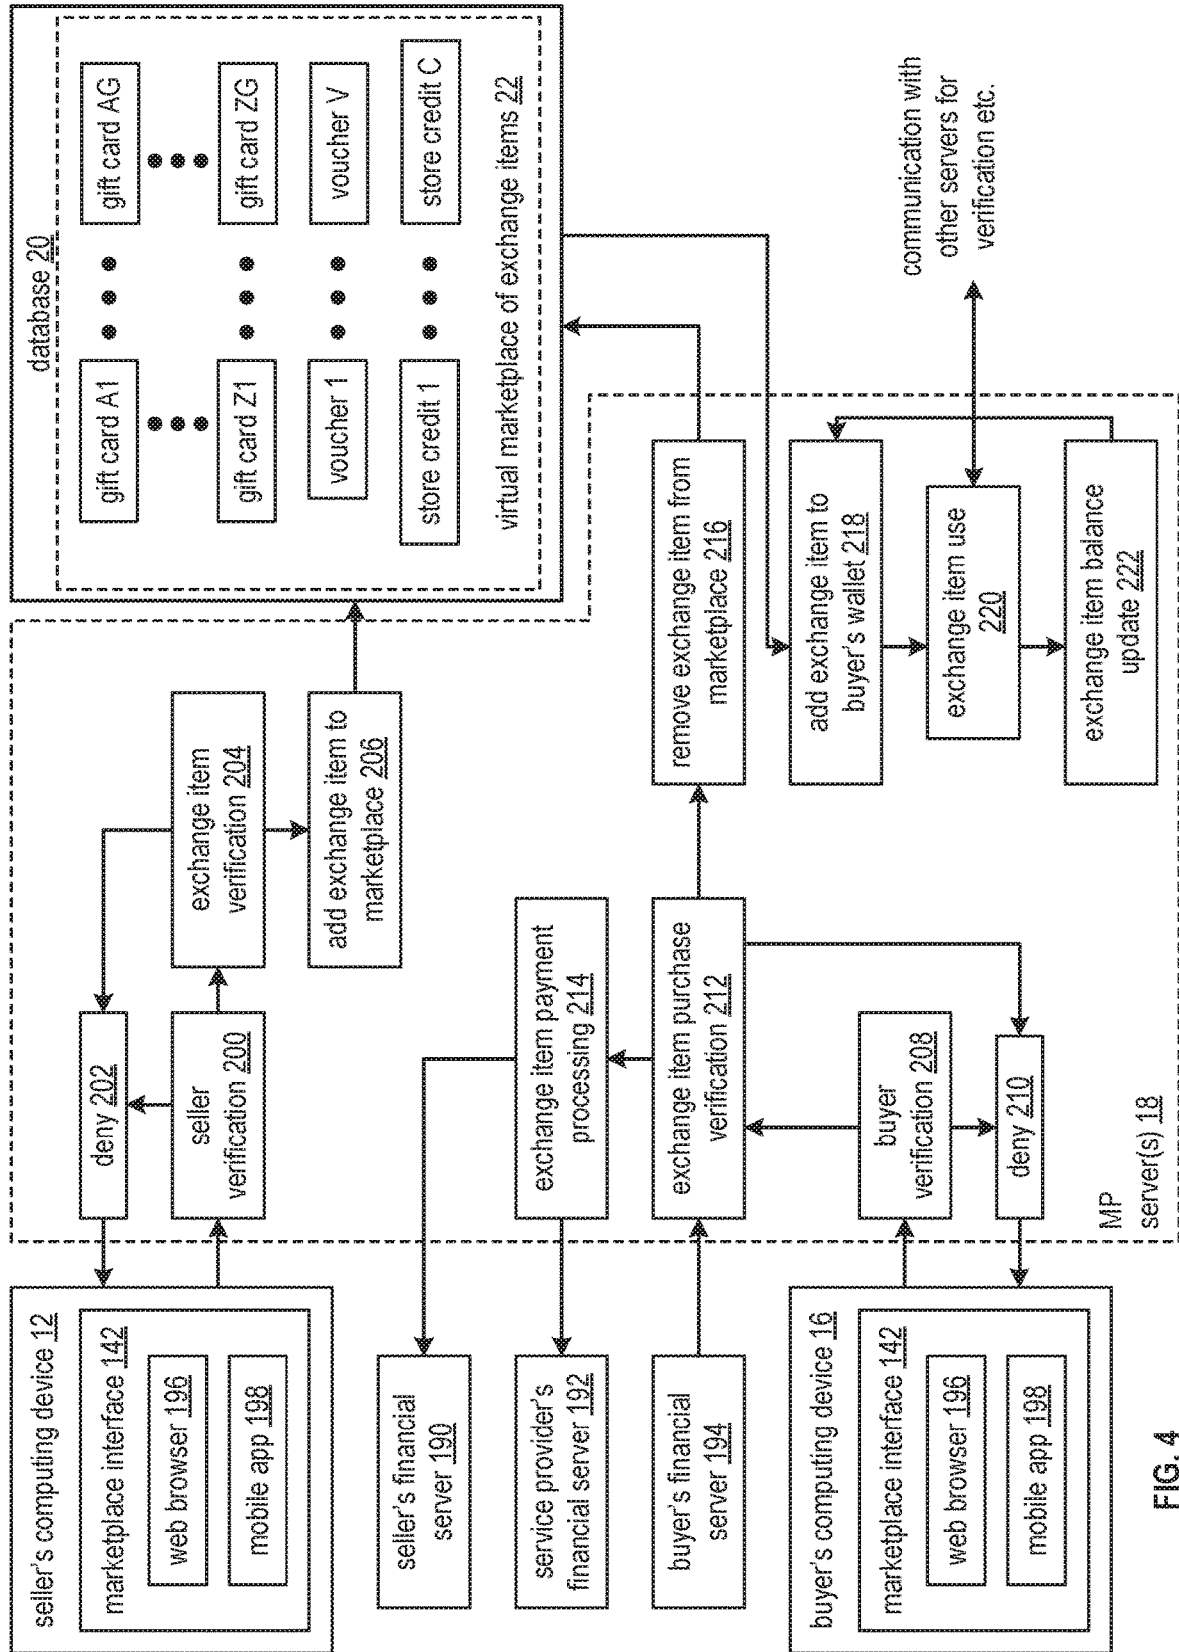 seller's computing device 12
marketplace interface 142
web browser 196
mobile app 198
seller's financial
server 190
service provider's
financial server 192
buyer's financial
server 194
buyer's computing device 16
marketplace interface 142
web browser 196
mobile app 198
deny 202
seller
verification 200
exchange item
verification 204
add exchange item to
marketplace 206
exchange item payment
processing 214
exchange item purchase
verification 212
buyer
verification 208
deny 210
MP
server(s) 18
remove exchange item from
marketplace 216
add exchange item to
buyer's wallet 218
exchange item use
220
exchange item balance
update 222
database 20
gift card A1
gift card AG
gift card Z1
gift card ZG
voucher 1
voucher V
store credit 1
store credit C
virtual marketplace of exchange items 22
communication with
other servers for
verification etc.
FIG. 4